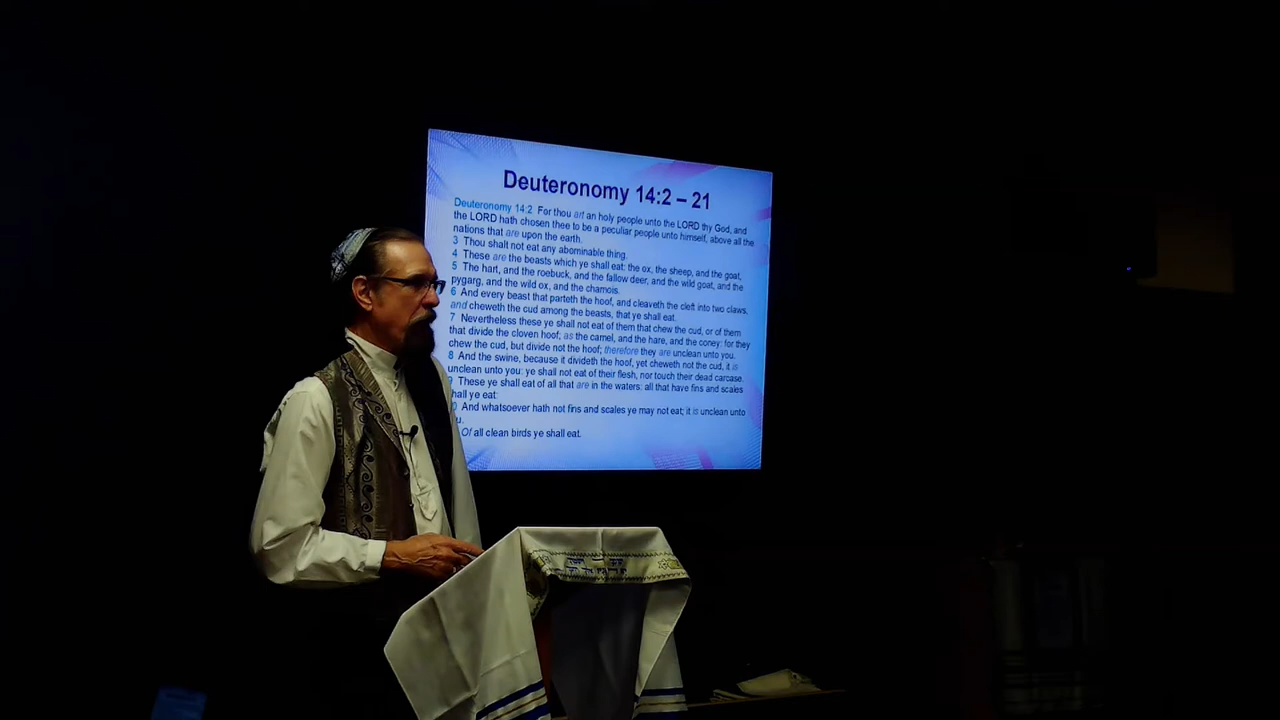 Deuteronomy 14:2 – 21
Deuteronomy 14:2 For thou art an holy people unto the LORD thy God, and
the LORD hath chosen thee to be a peculiar people unto himself, above all the
nations that are upon the earth.
3 Thou shalt not eat any abominable thing.
4 These are the beasts which ye shall eat: the ox, the sheep, and the goat,
5 The hart, and the roebuck, and the fallow deer, and the wild goat, and the
pygarg, and the wild ox, and the chamois.
6 And every beast that parteth the hoof, and cleaveth the cleft into two claws,
and cheweth the cud among the beasts, that ye shall eat.
7 Nevertheless these ye shall not eat of them that chew the cud, or of them
that divide the cloven hoof; as the camel, and the hare, and the coney: for they
chew the cud, but divide not the hoof; therefore they are unclean unto you.
8 And the swine, because it divideth the hoof, yet cheweth not the cud, it is
unclean unto you: ye shall not eat of their flesh, nor touch their dead carcase.
These ye shall eat of all that are in the waters: all that have fins and scales
hall ye eat:
0 And whatsoever hath not fins and scales ye may not eat; it is unclean unto
u.
Of all clean birds ye shall eat.